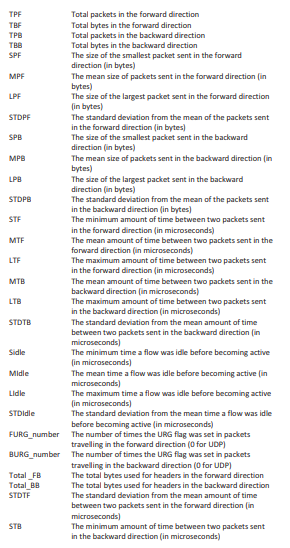 TPF Total packets in the forward direction
TBF Total bytes in the forward direction
TPB Total packets in the backward direction
TBB Total bytes in the backward direction
SPF The size of the smallest packet sent in the forward
direction (in bytes)
MPF The mean size of packets sent in the forward direction (in
bytes)
LPF The size of the largest packet sent in the forward direction
(in bytes)
STDPF The standard deviation from the mean of the packets sent
in the forward direction (in bytes)
SPB The size of the smallest packet sent in the backward
direction (in bytes)
MPB The mean size of packets sent in the backward direction (in
bytes)
LPB The size of the largest packet sent in the backward
direction (in bytes)
STDPB The standard deviation from the mean of the packets sent
in the backward direction (in bytes)
STF The minimum amount of time between two packets sent
in the forward direction (in microseconds)
MTF The mean amount of time between two packets sent in the
forward direction (in microseconds)
LTF The maximum amount of time between two packets sent
in the forward direction (in microseconds)
MTB The mean amount of time between two packets sent in the
backward direction (in microseconds)
LTB The maximum amount of time between two packets sent
in the backward direction (in microseconds)
STDTB The standard deviation from the mean amount of time
between two packets sent in the backward direction (in
microseconds)
Sidle The minimum time a flow was idle before becoming active
(in microseconds)
MIdle The mean time a flow was idle before becoming active (in
microseconds)
LIdle The maximum time a flow was idle before becoming active
(in microseconds)
STDIdle The standard deviation from the mean time a flow was idle
before becoming active (in microseconds)
FURG_number The number of times the URG flag was set in packets
travelling in the forward direction (0 for UDP)
BURG_number The number of times the URG flag was set in packets
travelling in the backward direction (0 for UDP)
Total _FB The total bytes used for headers in the forward direction
Total_BB The total bytes used for headers in the backward direction
STDTF The standard deviation from the mean amount of time
between two packets sent in the forward direction (in
microseconds)
STB The minimum amount of time between two packets sent
in the backward direction (in microseconds)